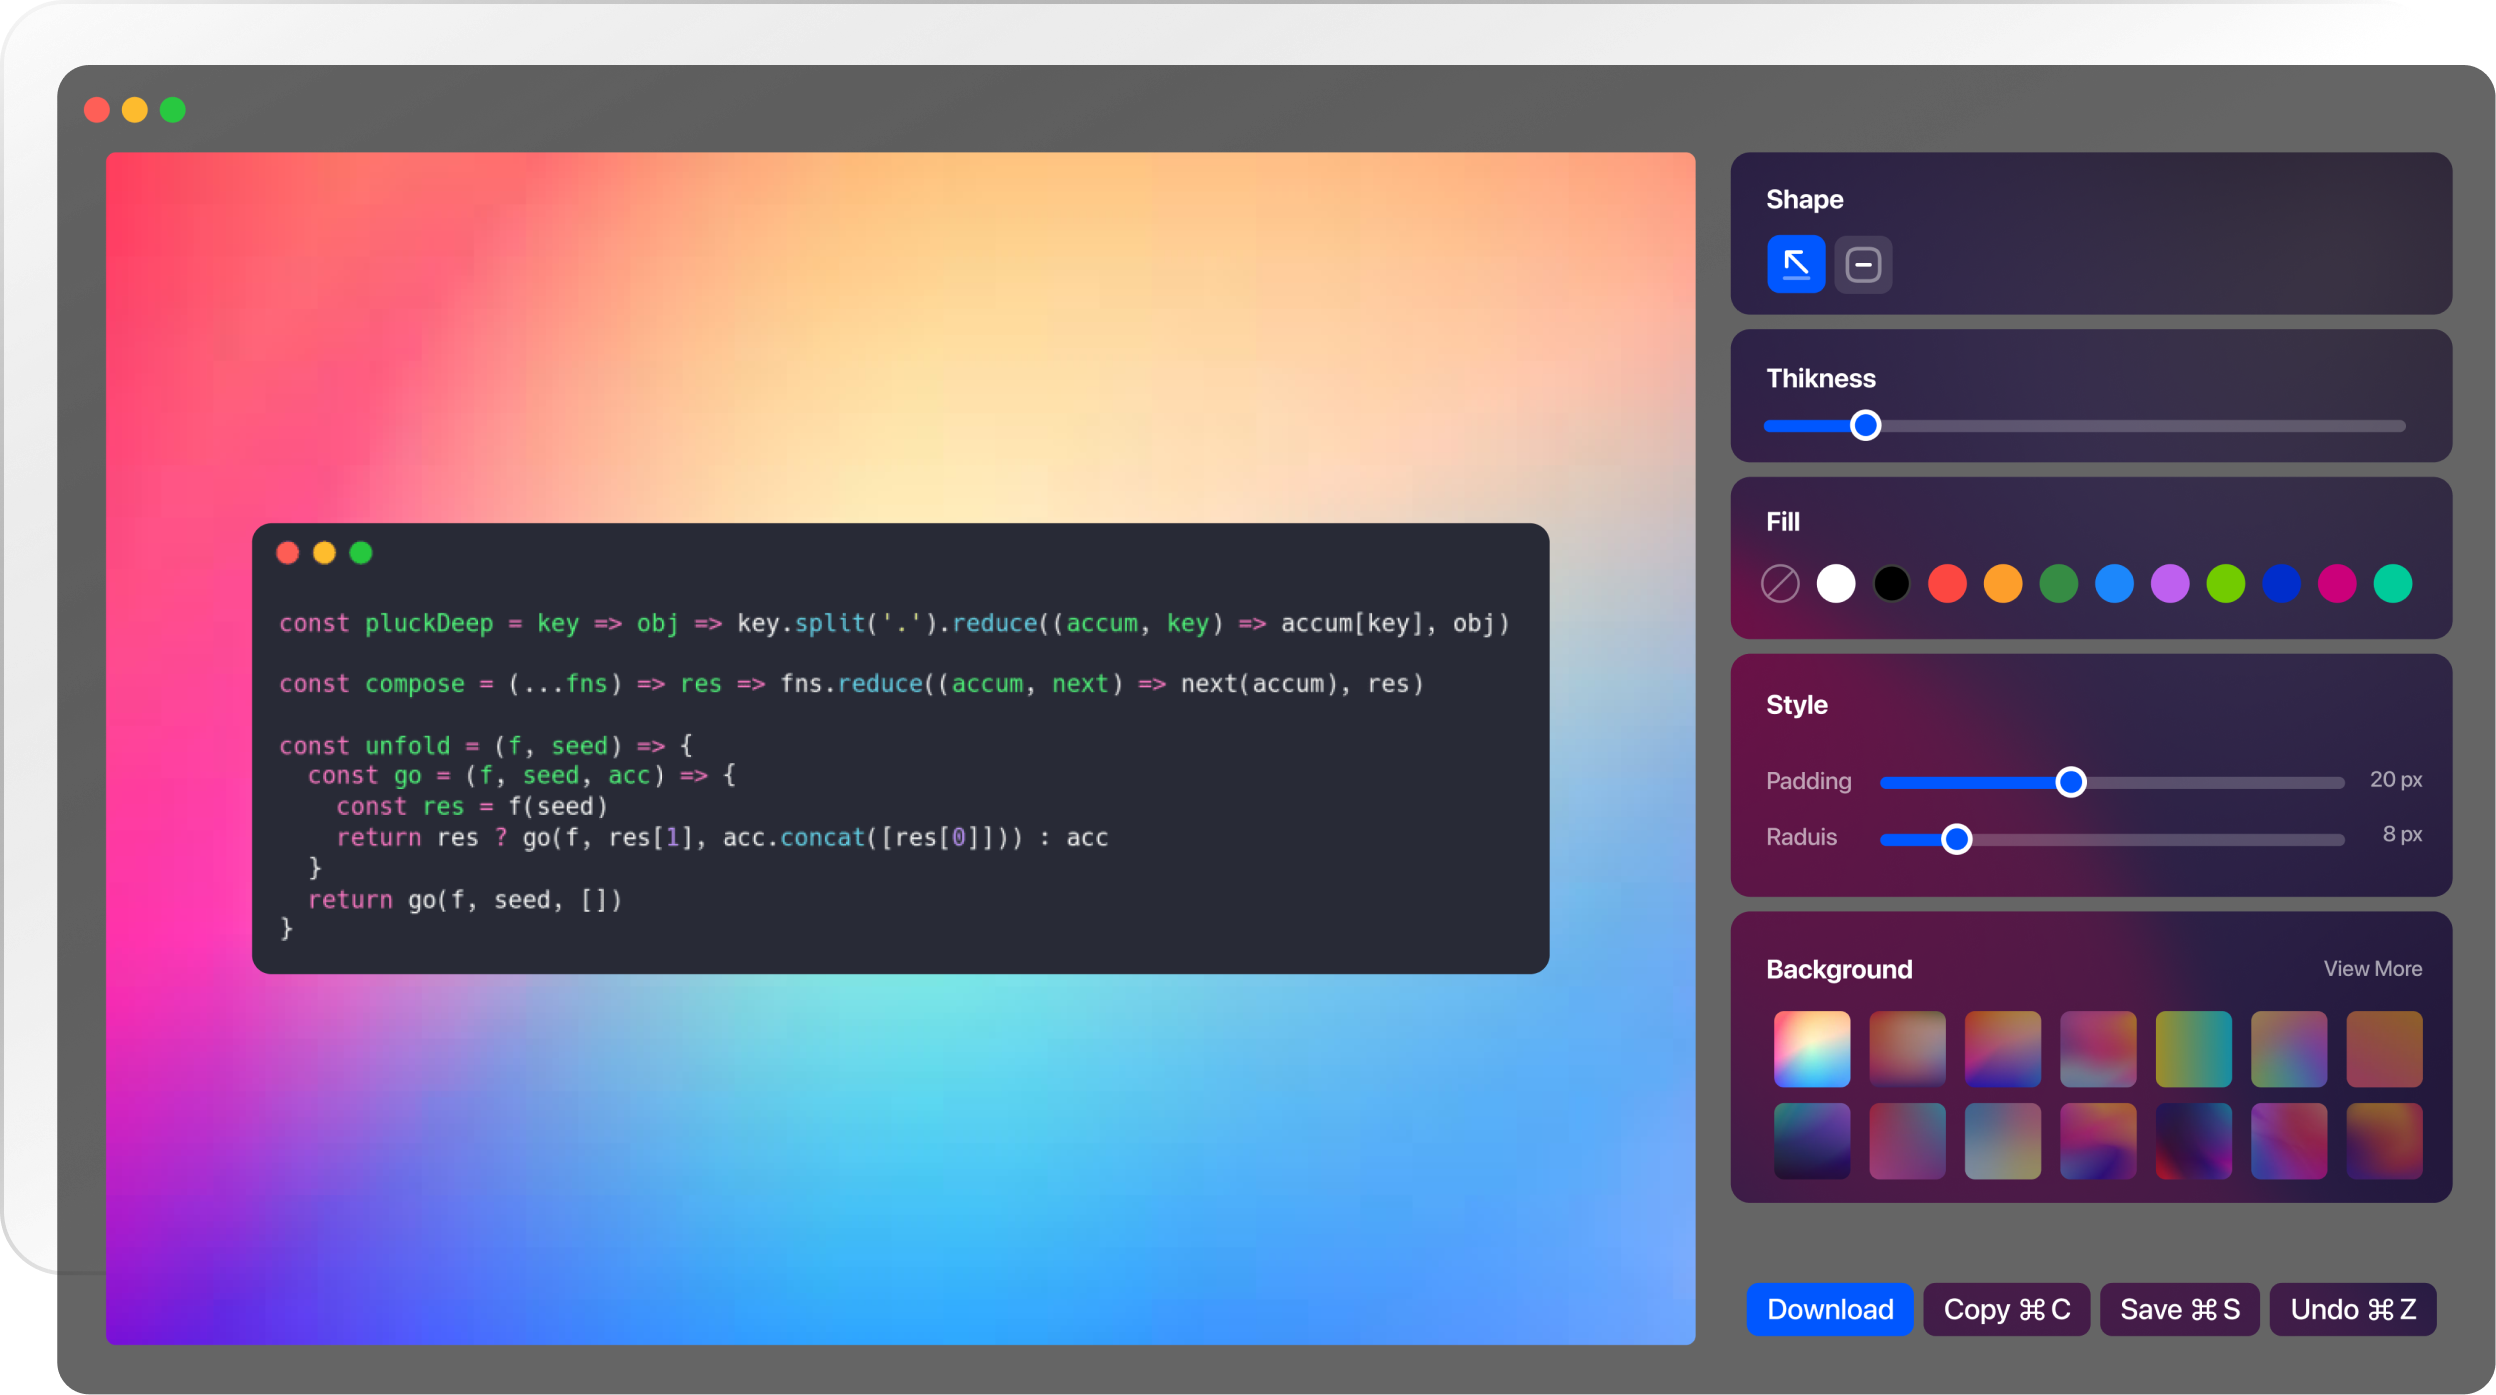 const pluckDeep = key => obj => key.split('.').reduce((accum, key) => accum[key], obj)
const compose = (...fns) => res => fns.reduce((accum, next) => next(accum), res)
const unfold = (f, seed) => {
const go = (f, seed, acc) => {
const res = f(seed)
return res ? go(f, res[1], acc.concat([res[0]])) : acc
}
return go(f, seed, [])
}
Shape
Thikness
Fill
Style
Padding 20 px
Raduis 8 px
Background View More
Download Copy ⌘ C Save ⌘ S Undo ⌘ Z